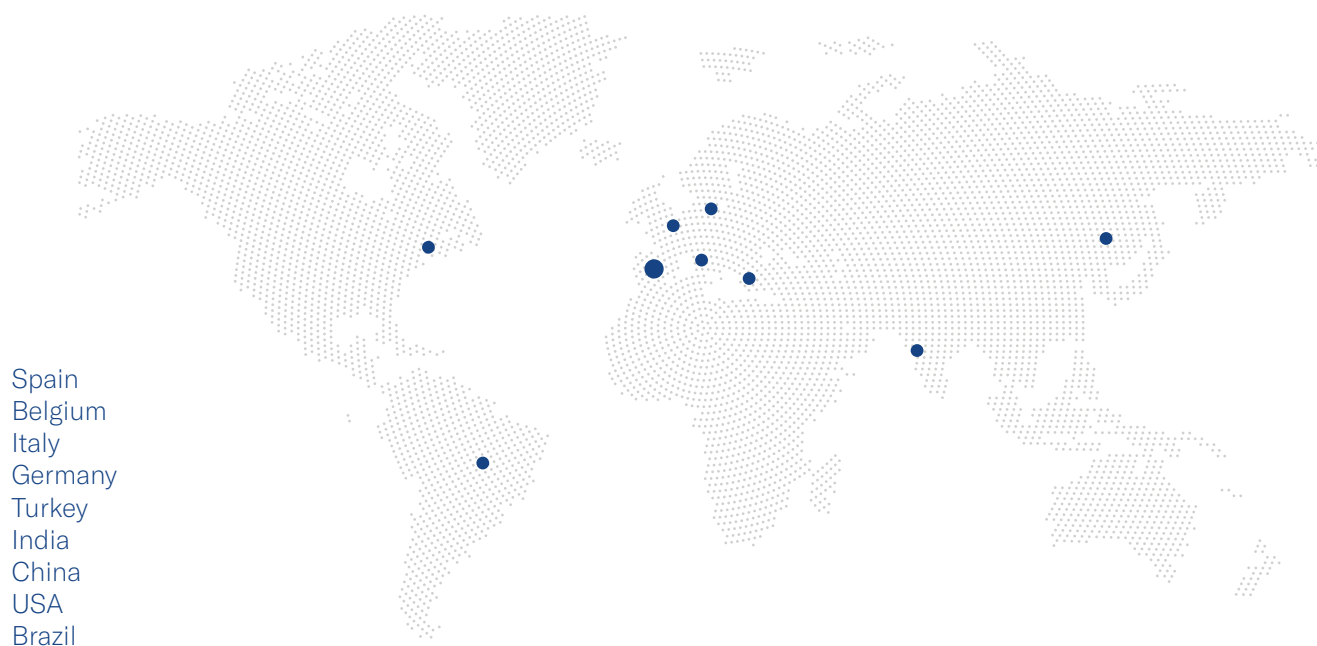 Spain
Belgium
Italy
Germany
Turkey
India
China
USA
Brazil